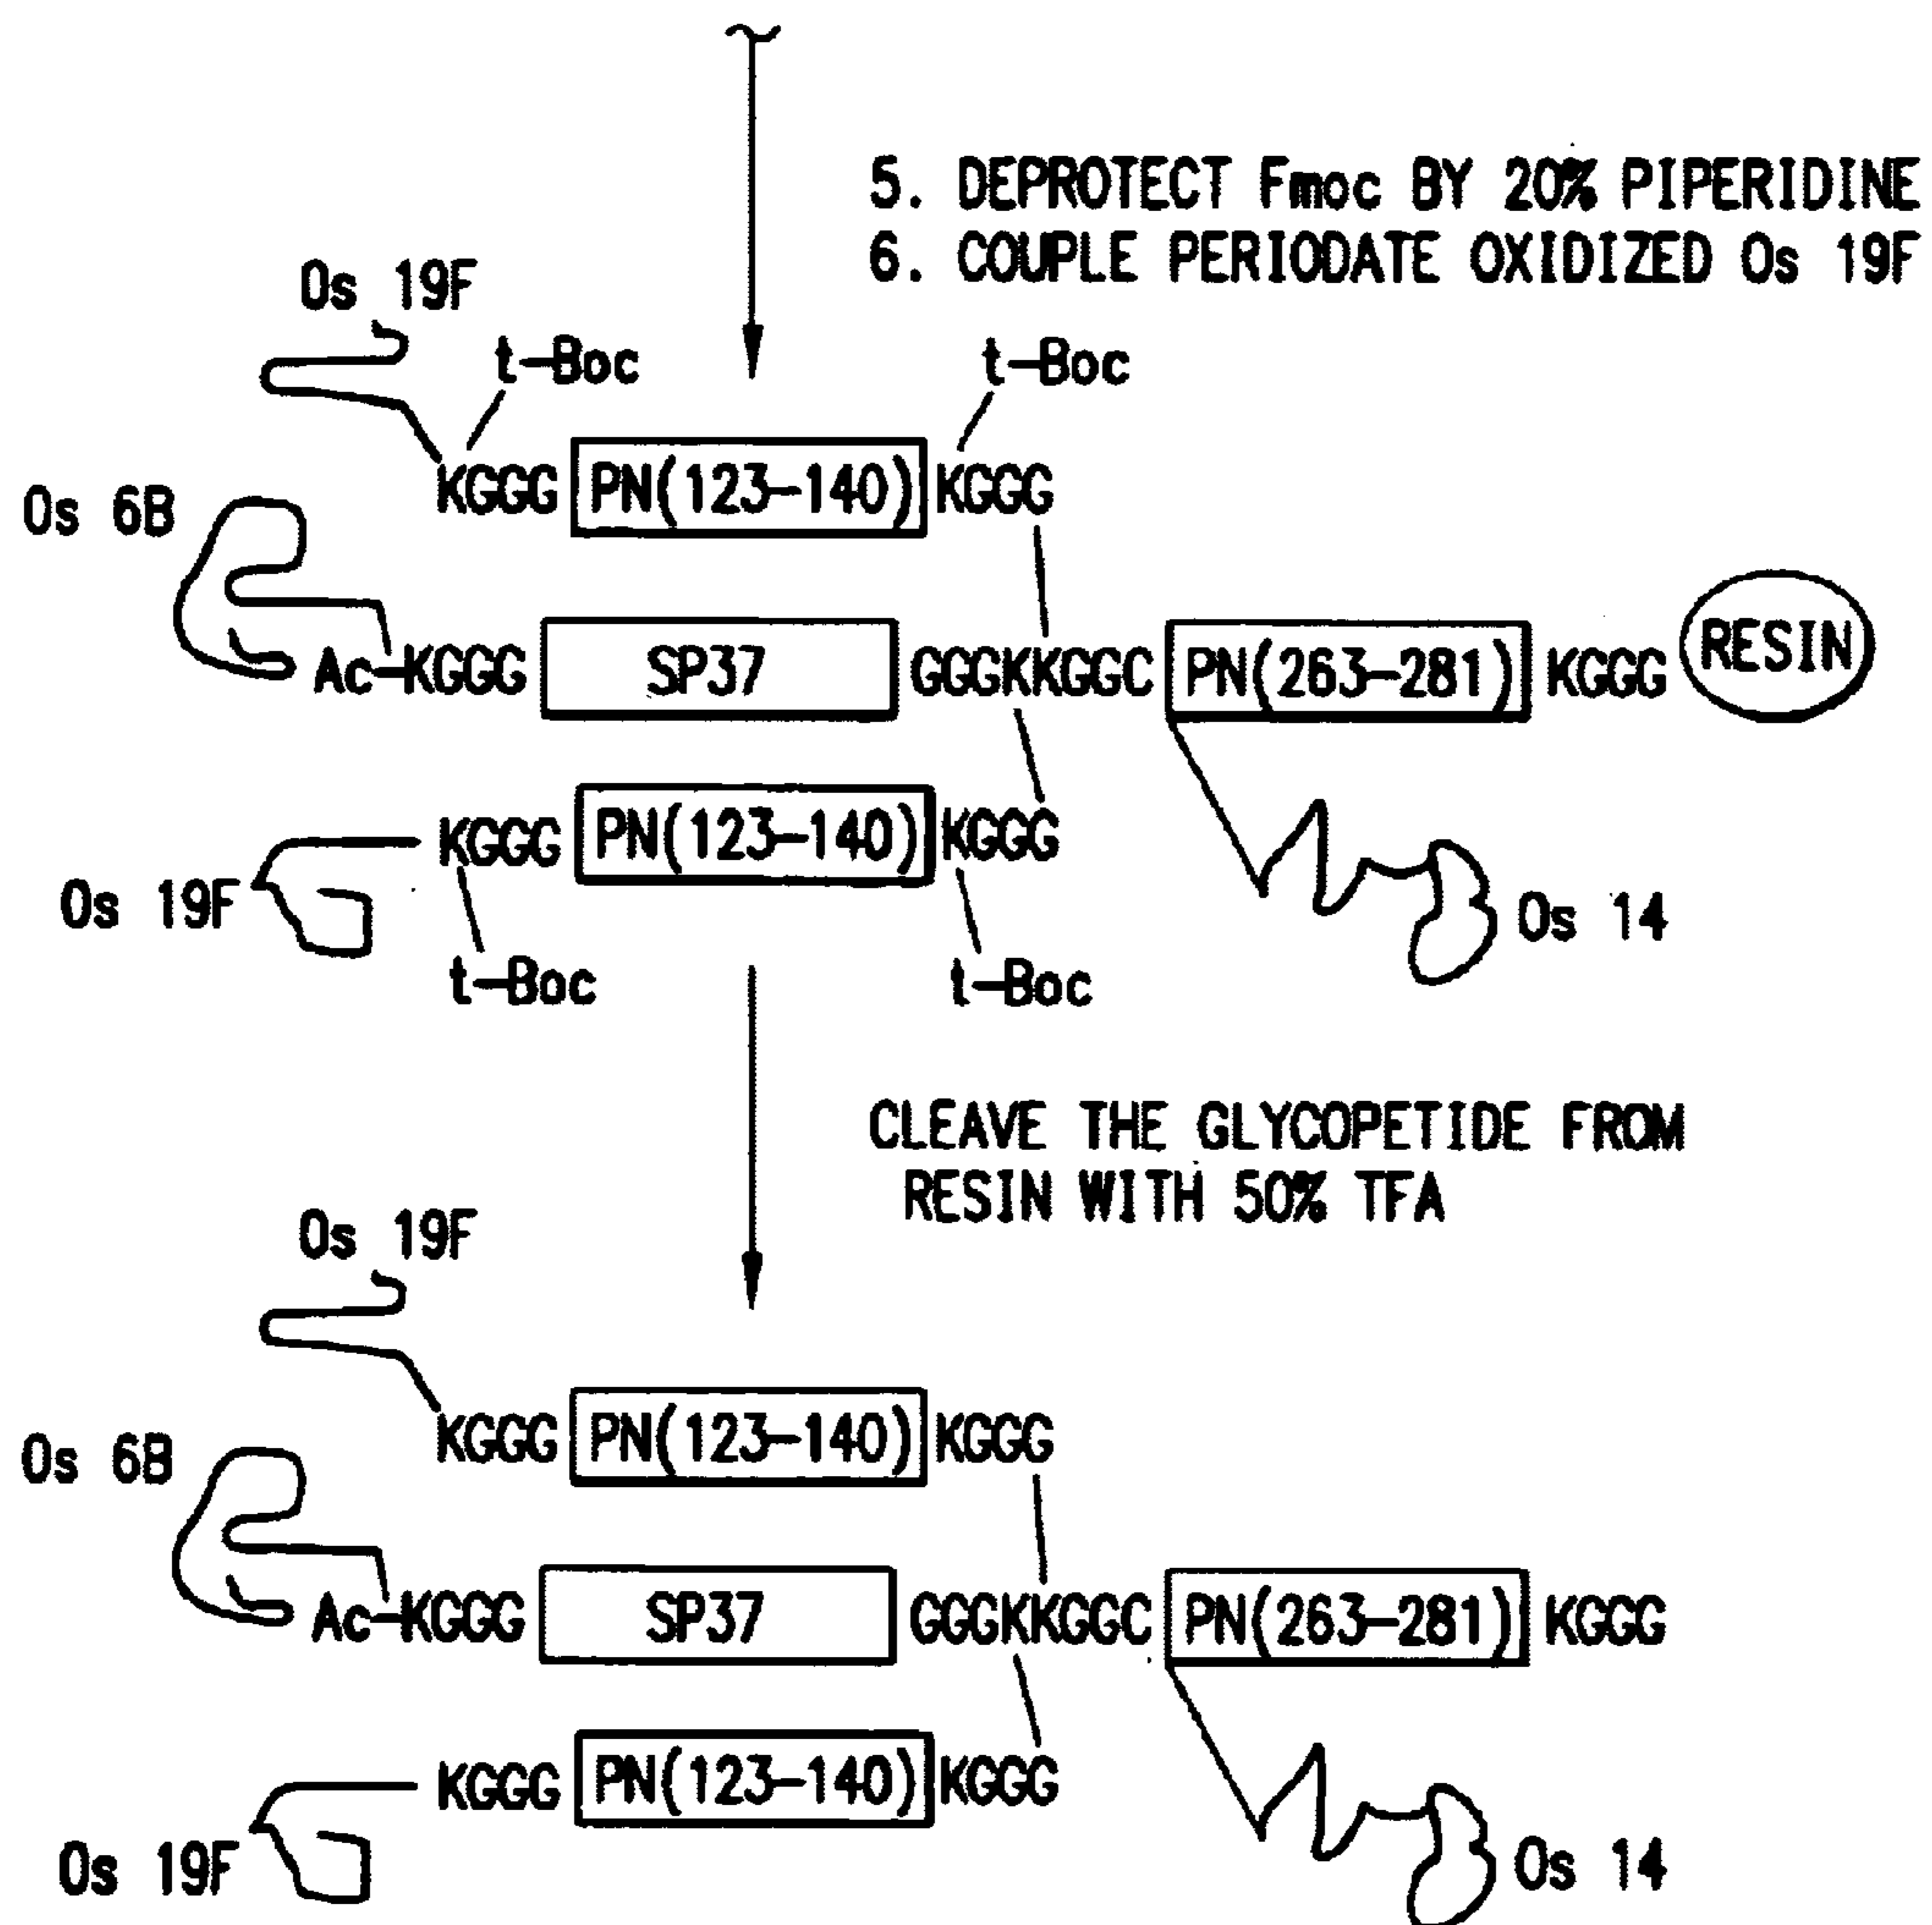 5. DEPROTECT Fmoc BY 20% PIPERIDINE
6. COUPLE PERIODATE OXIDIZED Os 19F
Os 19F
t-Boc t-Boc
KGGG PN(123-140) KGGG
Os 6B
Ac-KGGG SP37 GGGKKGGC PN(263-281) KGGG RESIN
KGGG PN(123-140) KGGG
Os 19F Os 14
t-Boc t-Boc
CLEAVE THE GLYCOPETIDE FROM
RESIN WITH 50% TFA
Os 19F
KGGG PN(123-140) KGGG
Os 6B
Ac-KGGG SP37 GGGKKGGC PN(263-281) KGGG
KGGG PN(123-140) KGGG
Os 19F Os 14